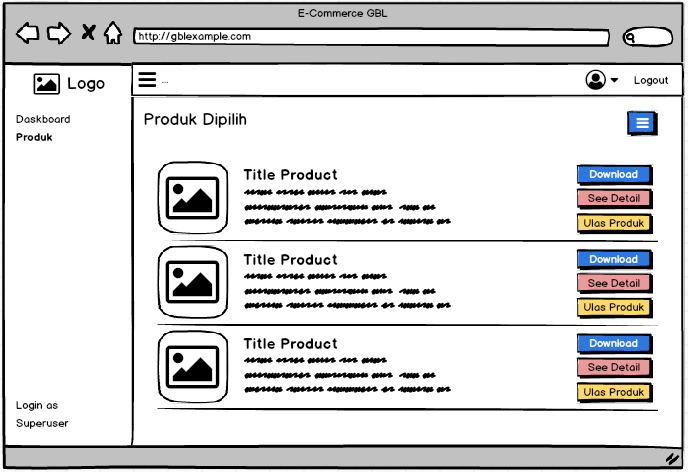 E-Commerce GBL
http://gblexample.com
Logo
...
Logout
Daskboard
Produk
Produk Dipilih
Title Product
Download
See Detail
Ulas Produk
Title Product
Download
See Detail
Ulas Produk
Title Product
Download
See Detail
Ulas Produk
Login as
Superuser